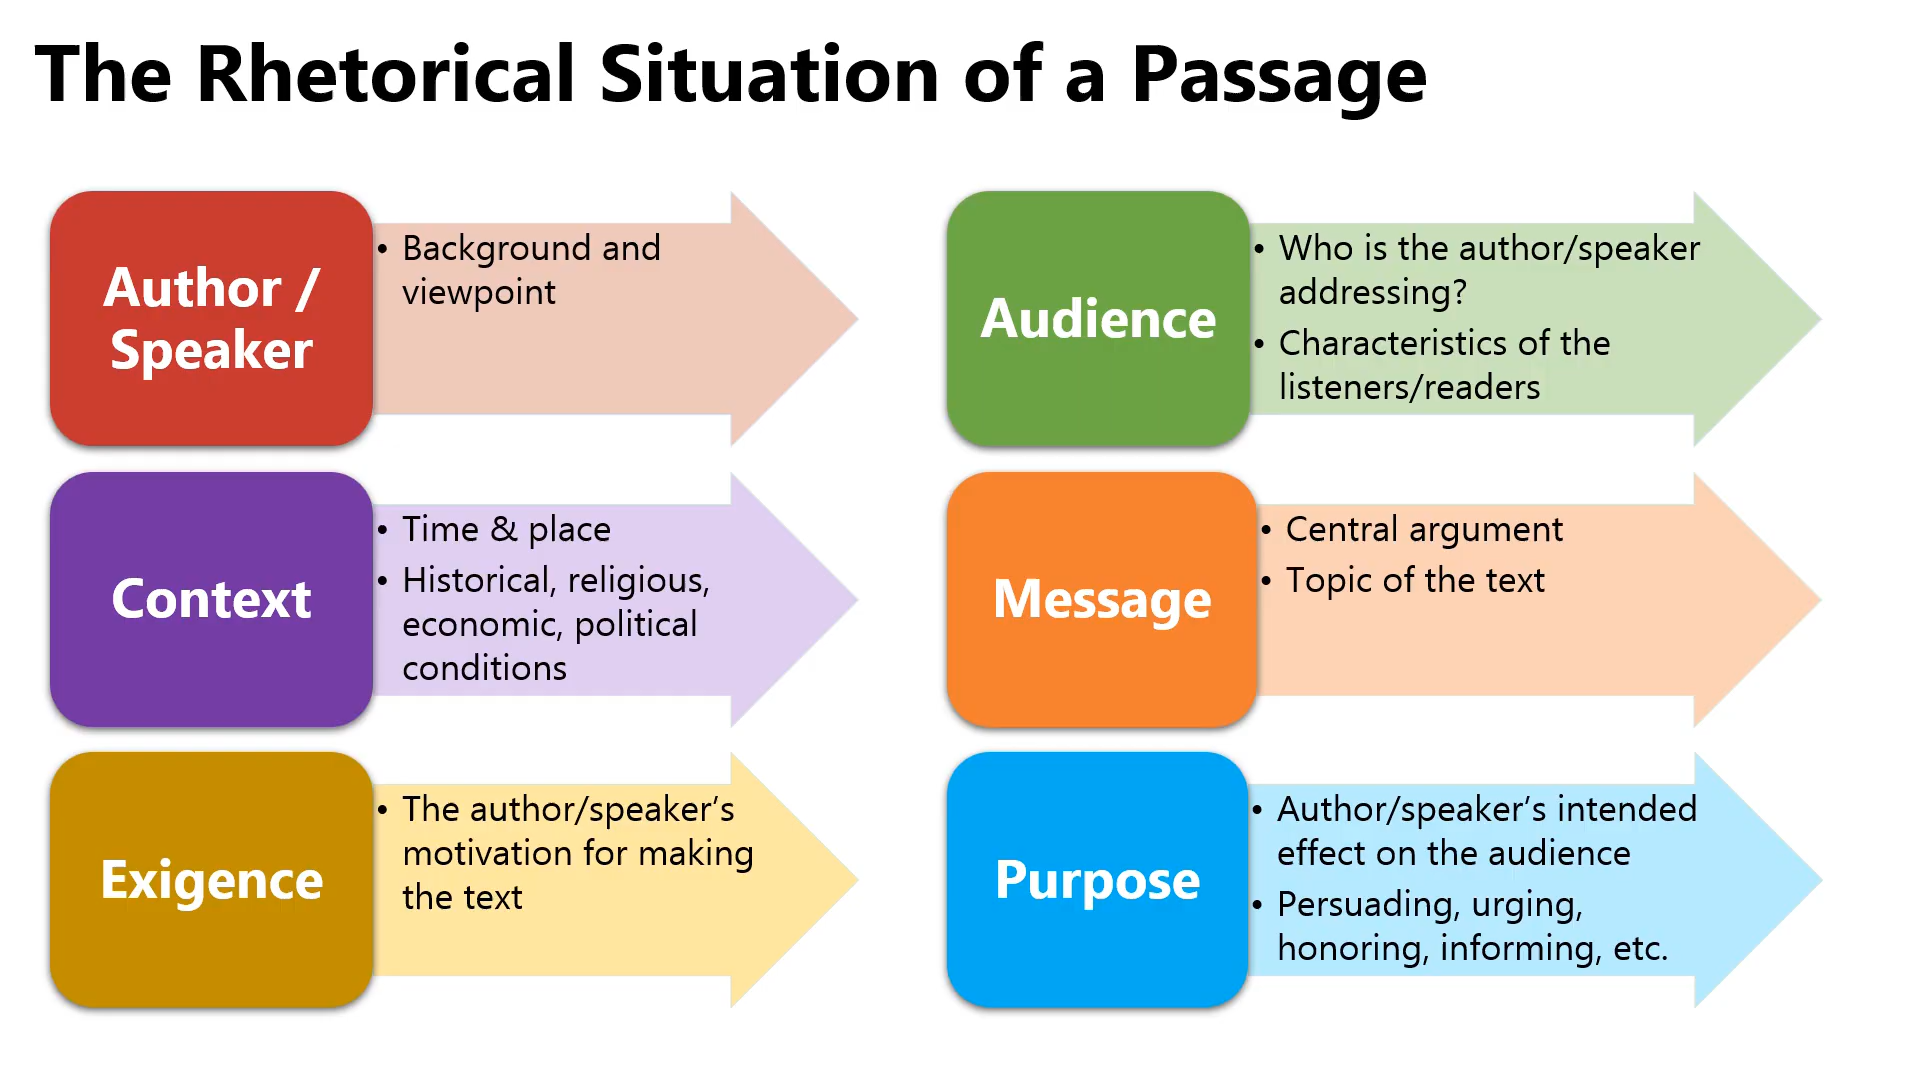 The Rhetorical Situation of a Passage
Author /
Speaker
• Background and
viewpoint
Context
• Time & place
• Historical, religious,
economic, political
conditions
Exigence
• The author/speaker’s
motivation for making
the text
Audience
• Who is the author/speaker
addressing?
• Characteristics of the
listeners/readers
Message
• Central argument
• Topic of the text
Purpose
• Author/speaker’s intended
effect on the audience
• Persuading, urging,
honoring, informing, etc.